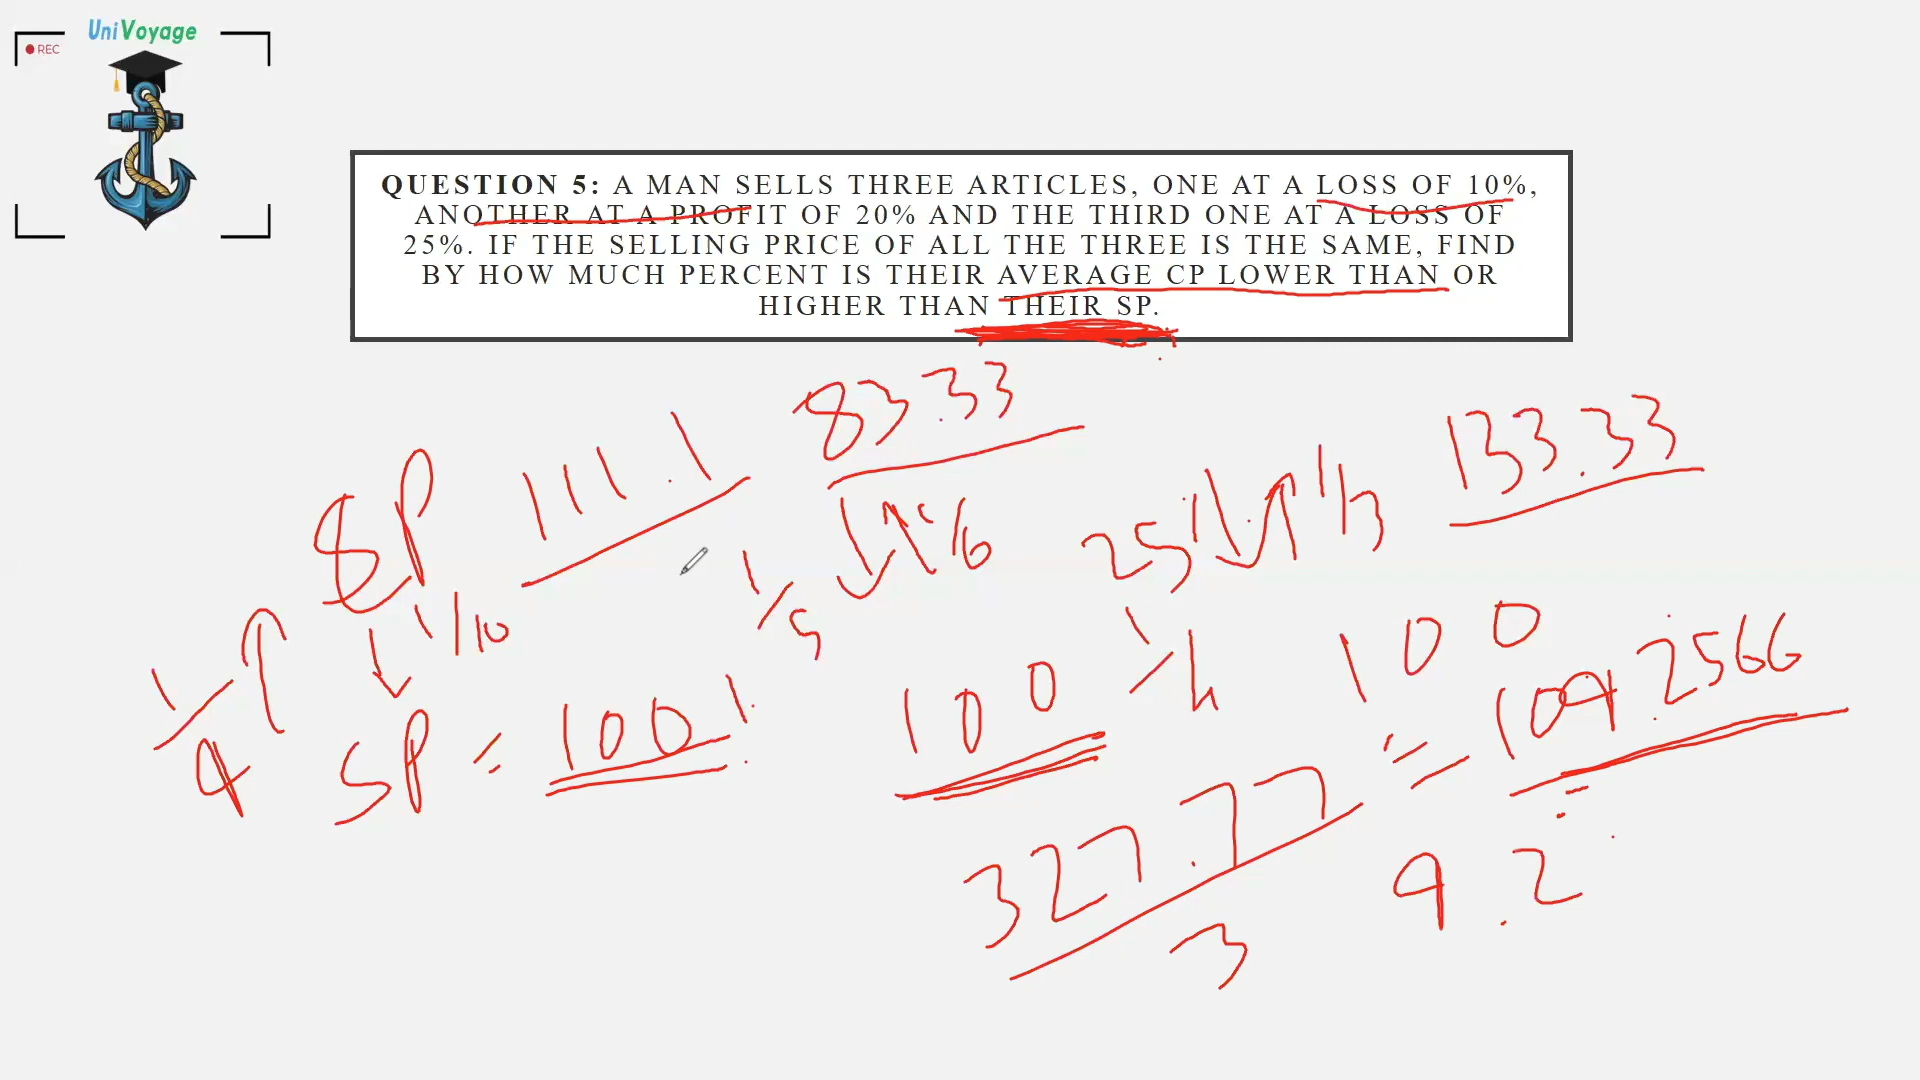 UniVoyage
REC
QUESTION 5: A MAN SELLS THREE ARTICLES, ONE AT A LOSS OF 10%,
ANOTHER AT A PROFIT OF 20% AND THE THIRD ONE AT A LOSS OF
25%. IF THE SELLING PRICE OF ALL THE THREE IS THE SAME, FIND
BY HOW MUCH PERCENT IS THEIR AVERAGE CP LOWER THAN OR
HIGHER THAN THEIR SP.
111.1 83.33 133.33
1/6 25% 1/3
1/10 1/5
1/4 SP = 100 100 1/4 100
327.77 / 3 = 109.2566
9.2